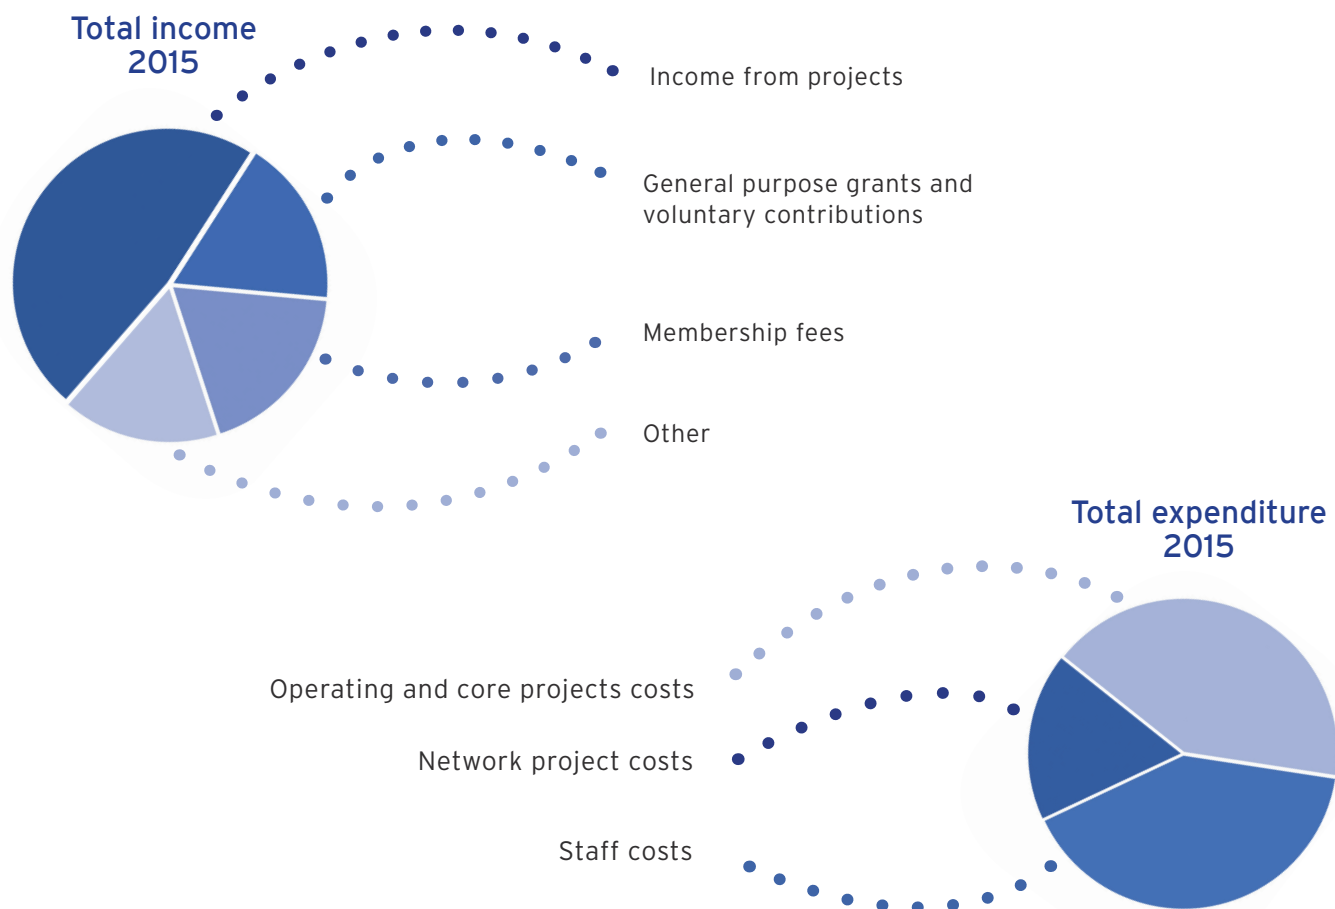 Total income
2015
Income from projects
General purpose grants and
voluntary contributions
Membership fees
Other
Total expenditure
2015
Operating and core projects costs
Network project costs
Staff costs